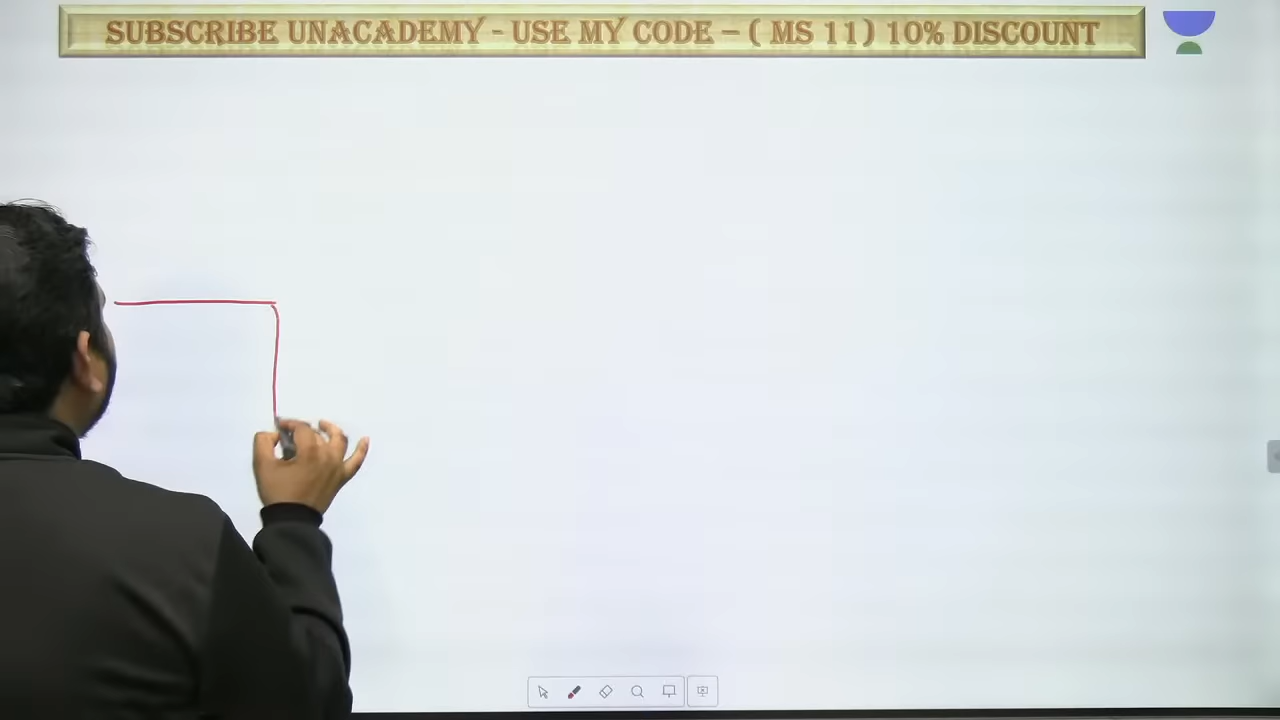 SUBSCRIBE UNACADEMY - USE MY CODE – ( MS 11) 10% DISCOUNT